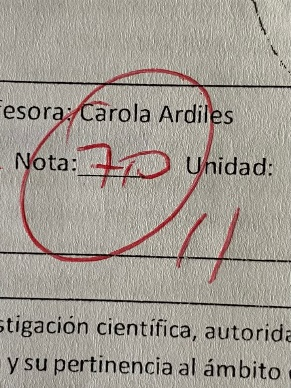 esora: Carola Ardiles
Nota: 7,0 Unidad:
stigación científica, autorida
y su pertinencia al ámbito